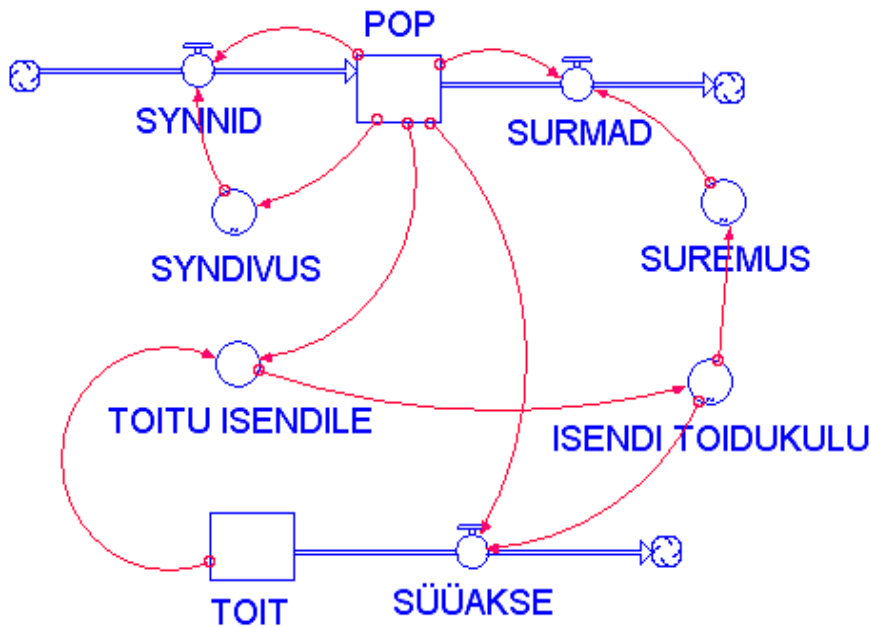 POP
SYNNID
SURMAD
SYNDIVUS
SUREMUS
TOITU ISENDILE
ISENDI TOIDUKULU
TOIT
SÜÜAKSE